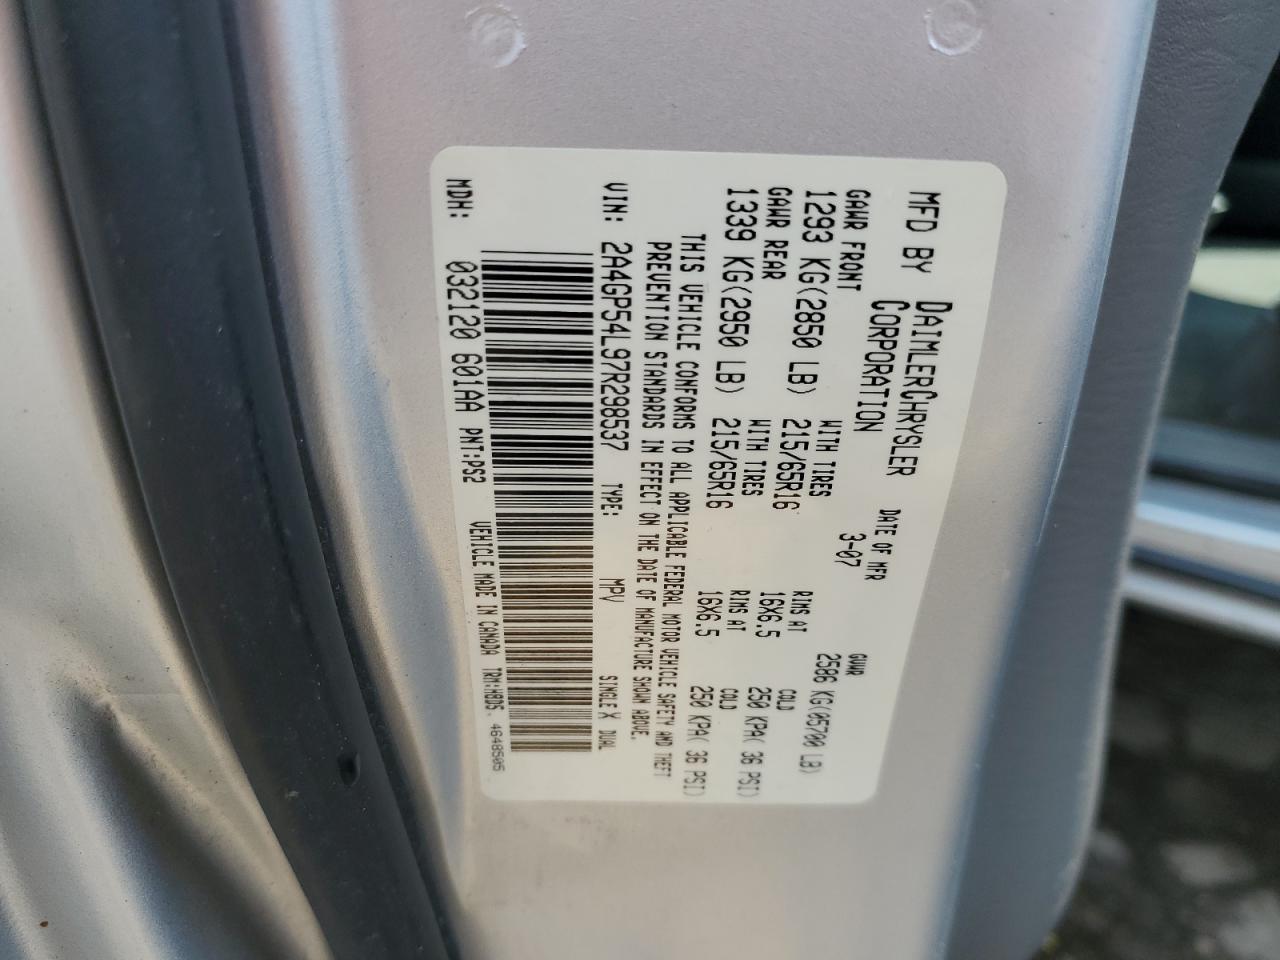 MFD BY DAIMLERCHRYSLER CORPORATION
DATE OF MFR 3-07
GVWR 2586 KG(05700 LB)
GAWR FRONT WITH TIRES RIMS AT COLD
1293 KG(2850 LB) 215/65R16 16X6.5 250 KPA( 36 PSI)
GAWR REAR WITH TIRES RIMS AT COLD
1339 KG(2950 LB) 215/65R16 16X6.5 250 KPA( 36 PSI)
THIS VEHICLE CONFORMS TO ALL APPLICABLE FEDERAL MOTOR VEHICLE SAFETY AND THEFT
PREVENTION STANDARDS IN EFFECT ON THE DATE OF MANUFACTURE SHOWN ABOVE.
VIN: 2A4GP54L97R298537 TYPE: MPV SINGLE X DUAL
MDH: 032120 601AA PNT:PS2 VEHICLE MADE IN CANADA TRM:H8DS. 4648505